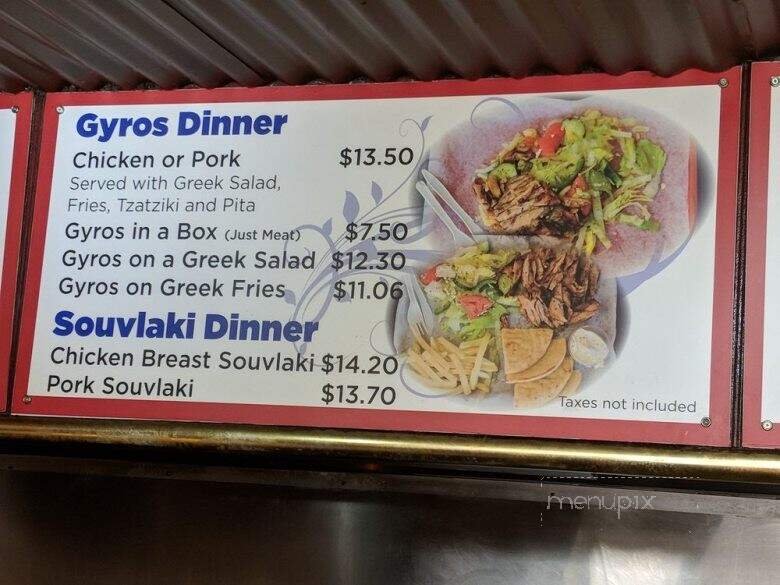 Gyros Dinner
Chicken or Pork $13.50
Served with Greek Salad,
Fries, Tzatziki and Pita
Gyros in a Box (Just Meat) $7.50
Gyros on a Greek Salad $12.30
Gyros on Greek Fries $11.06
Souvlaki Dinner
Chicken Breast Souvlaki $14.20
Pork Souvlaki $13.70
Taxes not included
menupix